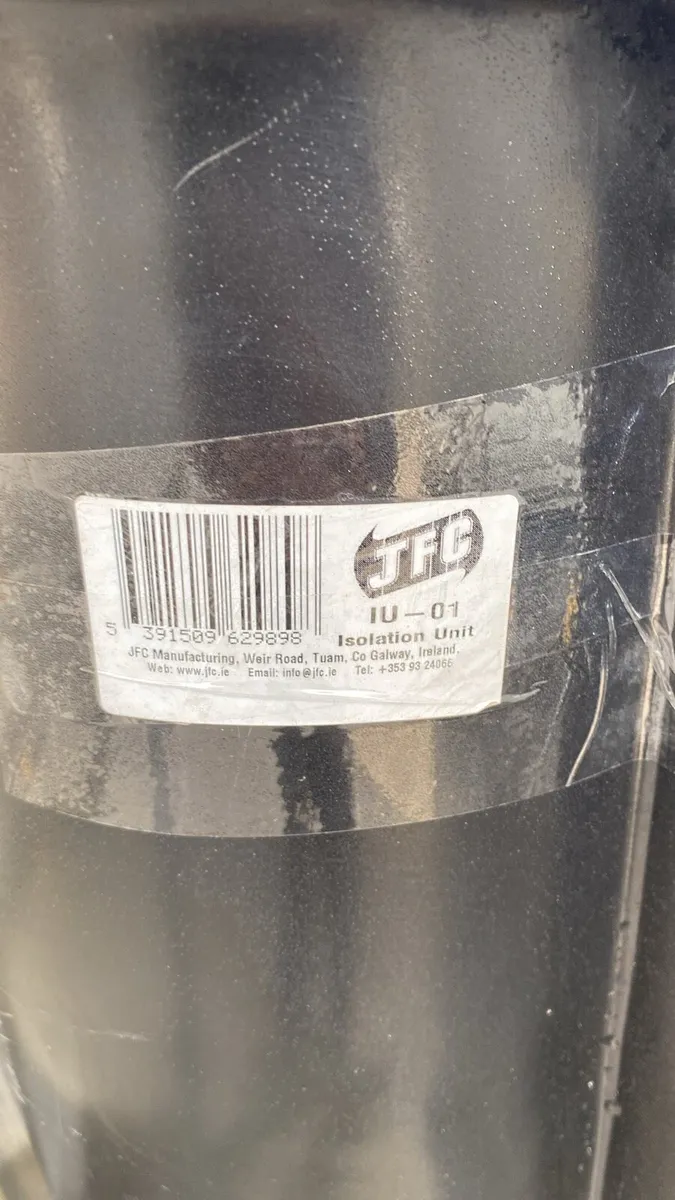 JFC
IU-01
Isolation Unit
5 391509 629898
JFC Manufacturing, Weir Road, Tuam, Co Galway, Ireland.
Web: www.jfc.ie Email: info@jfc.ie Tel: +353 93 24066